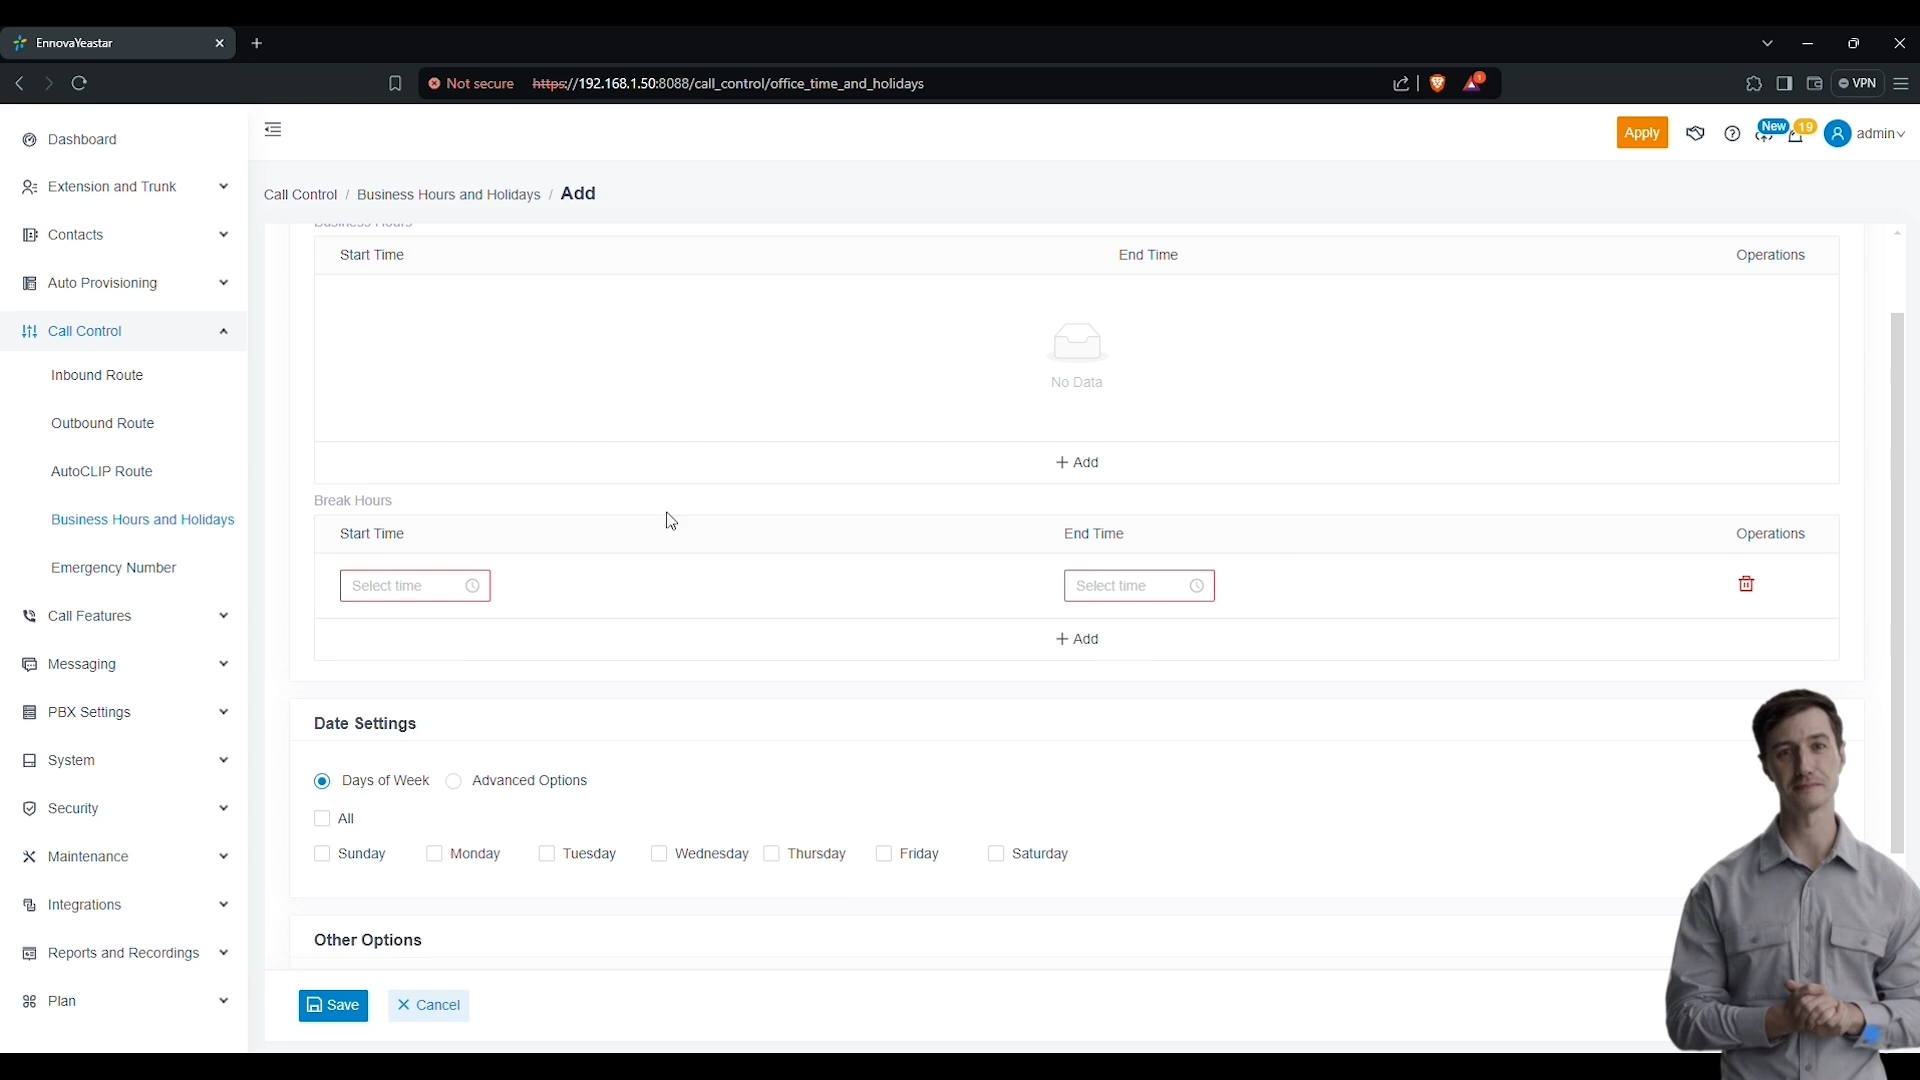 EnnovaYeastar
Not secure https://192.168.1.50:8088/call_control/office_time_and_holidays
1
VPN
Dashboard
Extension and Trunk
Contacts
Auto Provisioning
Call Control
Inbound Route
Outbound Route
AutoCLIP Route
Business Hours and Holidays
Emergency Number
Call Features
Messaging
PBX Settings
System
Security
Maintenance
Integrations
Reports and Recordings
Plan
Apply
New
19
admin
Call Control / Business Hours and Holidays / Add
Business Hours
Start Time End Time Operations
No Data
+ Add
Break Hours
Start Time End Time Operations
Select time Select time
+ Add
Date Settings
Days of Week Advanced Options
All
Sunday Monday Tuesday Wednesday Thursday Friday Saturday
Other Options
Save Cancel